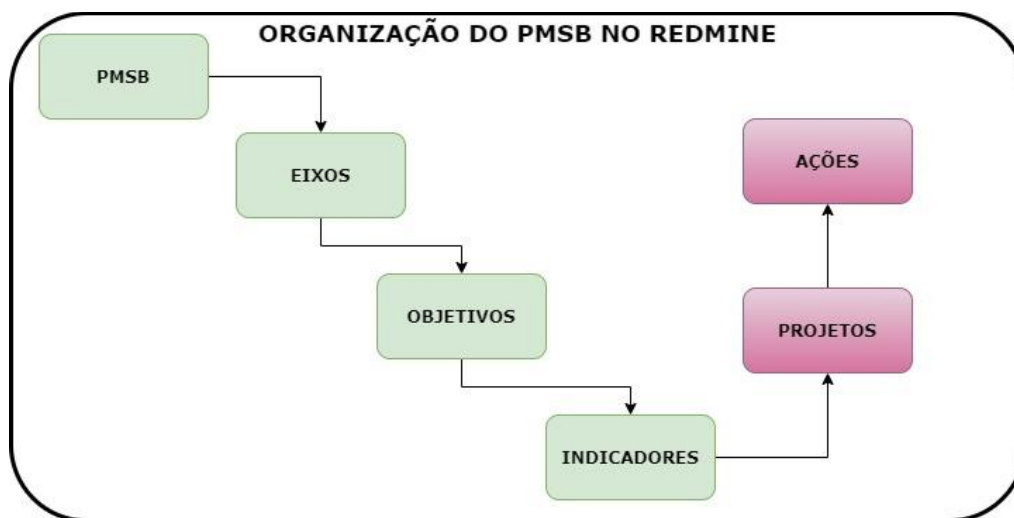 ORGANIZAÇÃO DO PMSB NO REDMINE
PMSB
EIXOS
OBJETIVOS
INDICADORES
PROJETOS
AÇÕES